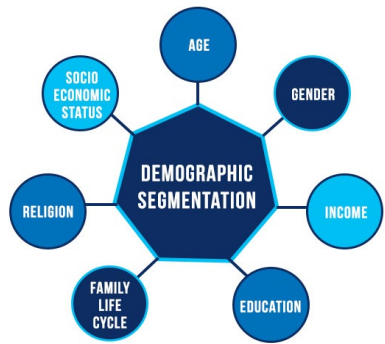 AGE
GENDER
INCOME
EDUCATION
FAMILY
LIFE
CYCLE
RELIGION
SOCIO
ECONOMIC
STATUS
DEMOGRAPHIC
SEGMENTATION